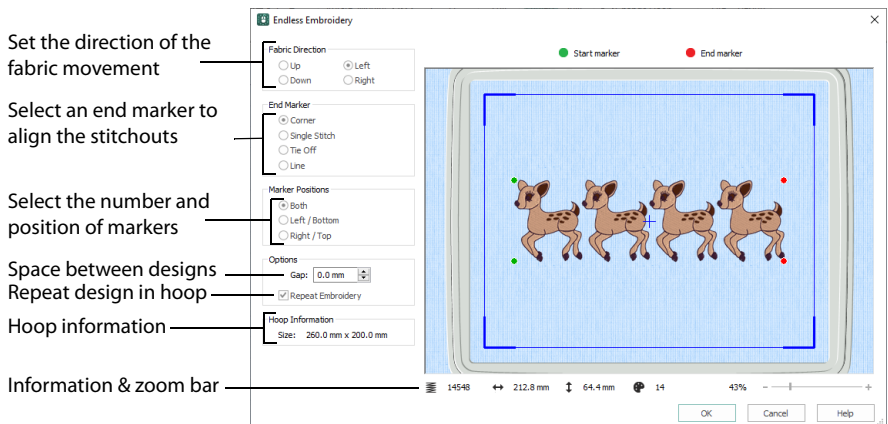 Endless Embroidery
Set the direction of the
fabric movement
Fabric Direction
Up
Left
Down
Right
Start marker
End marker
Select an end marker to
align the stitchouts
End Marker
Corner
Single Stitch
Tie Off
Line
Select the number and
position of markers
Marker Positions
Both
Left / Bottom
Right / Top
Space between designs
Options
Gap: 0.0 mm
Repeat design in hoop
Repeat Embroidery
Hoop information
Hoop Information
Size: 260.0 mm x 200.0 mm
Information & zoom bar
14548 212.8 mm 64.4 mm 14 43%
OK Cancel Help